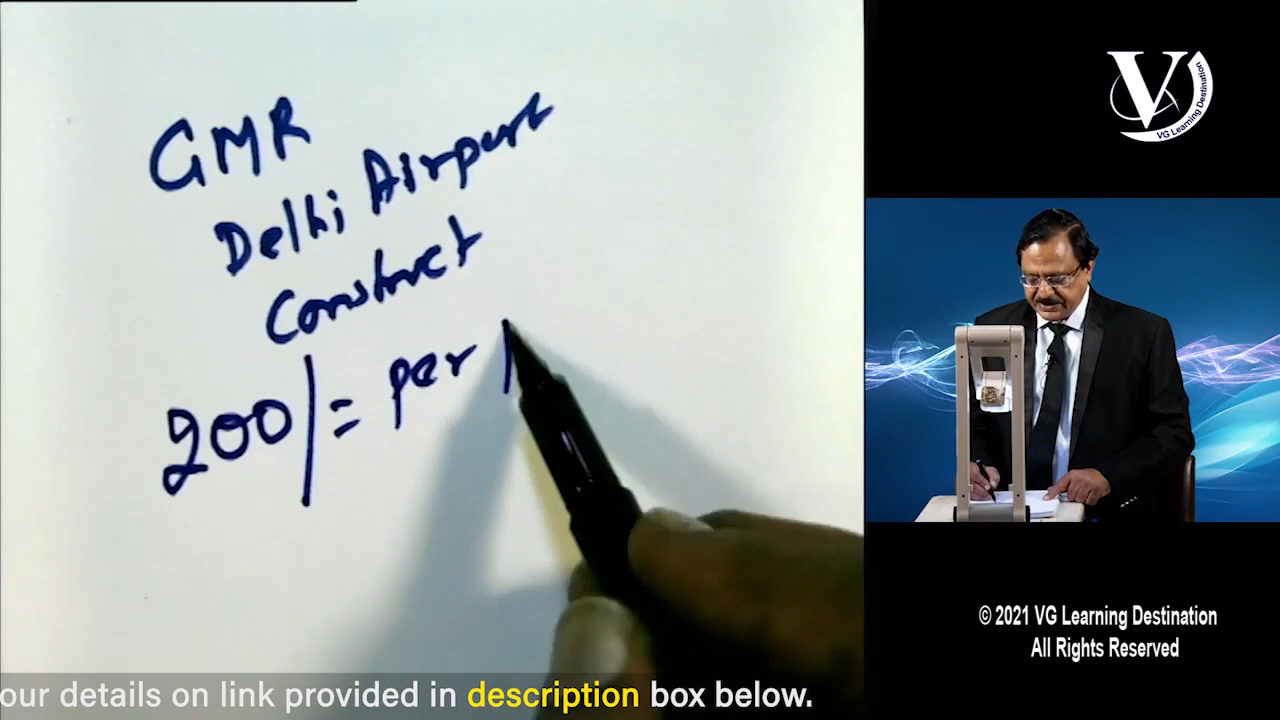 GMR
Delhi Airport
Construct
200/= per
V
VG Learning Destination
© 2021 VG Learning Destination
All Rights Reserved
our details on link provided in description box below.